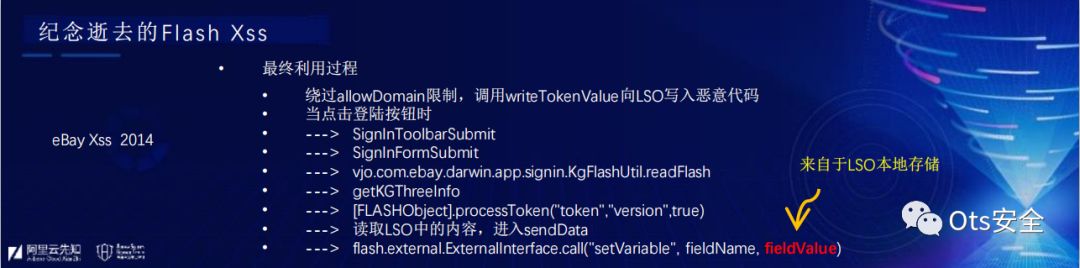 纪念逝去的Flash Xss
• 最终利用过程
• 绕过allowDomain限制，调用writeTokenValue向LSO写入恶意代码
• 当点击登陆按钮时
eBay Xss 2014
• ---> SignInToolbarSubmit
• ---> SignInFormSubmit
• ---> vjo.com.ebay.darwin.app.signin.KgFlashUtil.readFlash
来自于LSO本地存储
• ---> getKGThreeInfo
• ---> [FLASHObject].processToken("token","version",true)
• ---> 读取LSO中的内容，进入sendData
• ---> flash.external.ExternalInterface.call("setVariable", fieldName, fieldValue)
Ots安全
阿里云先知